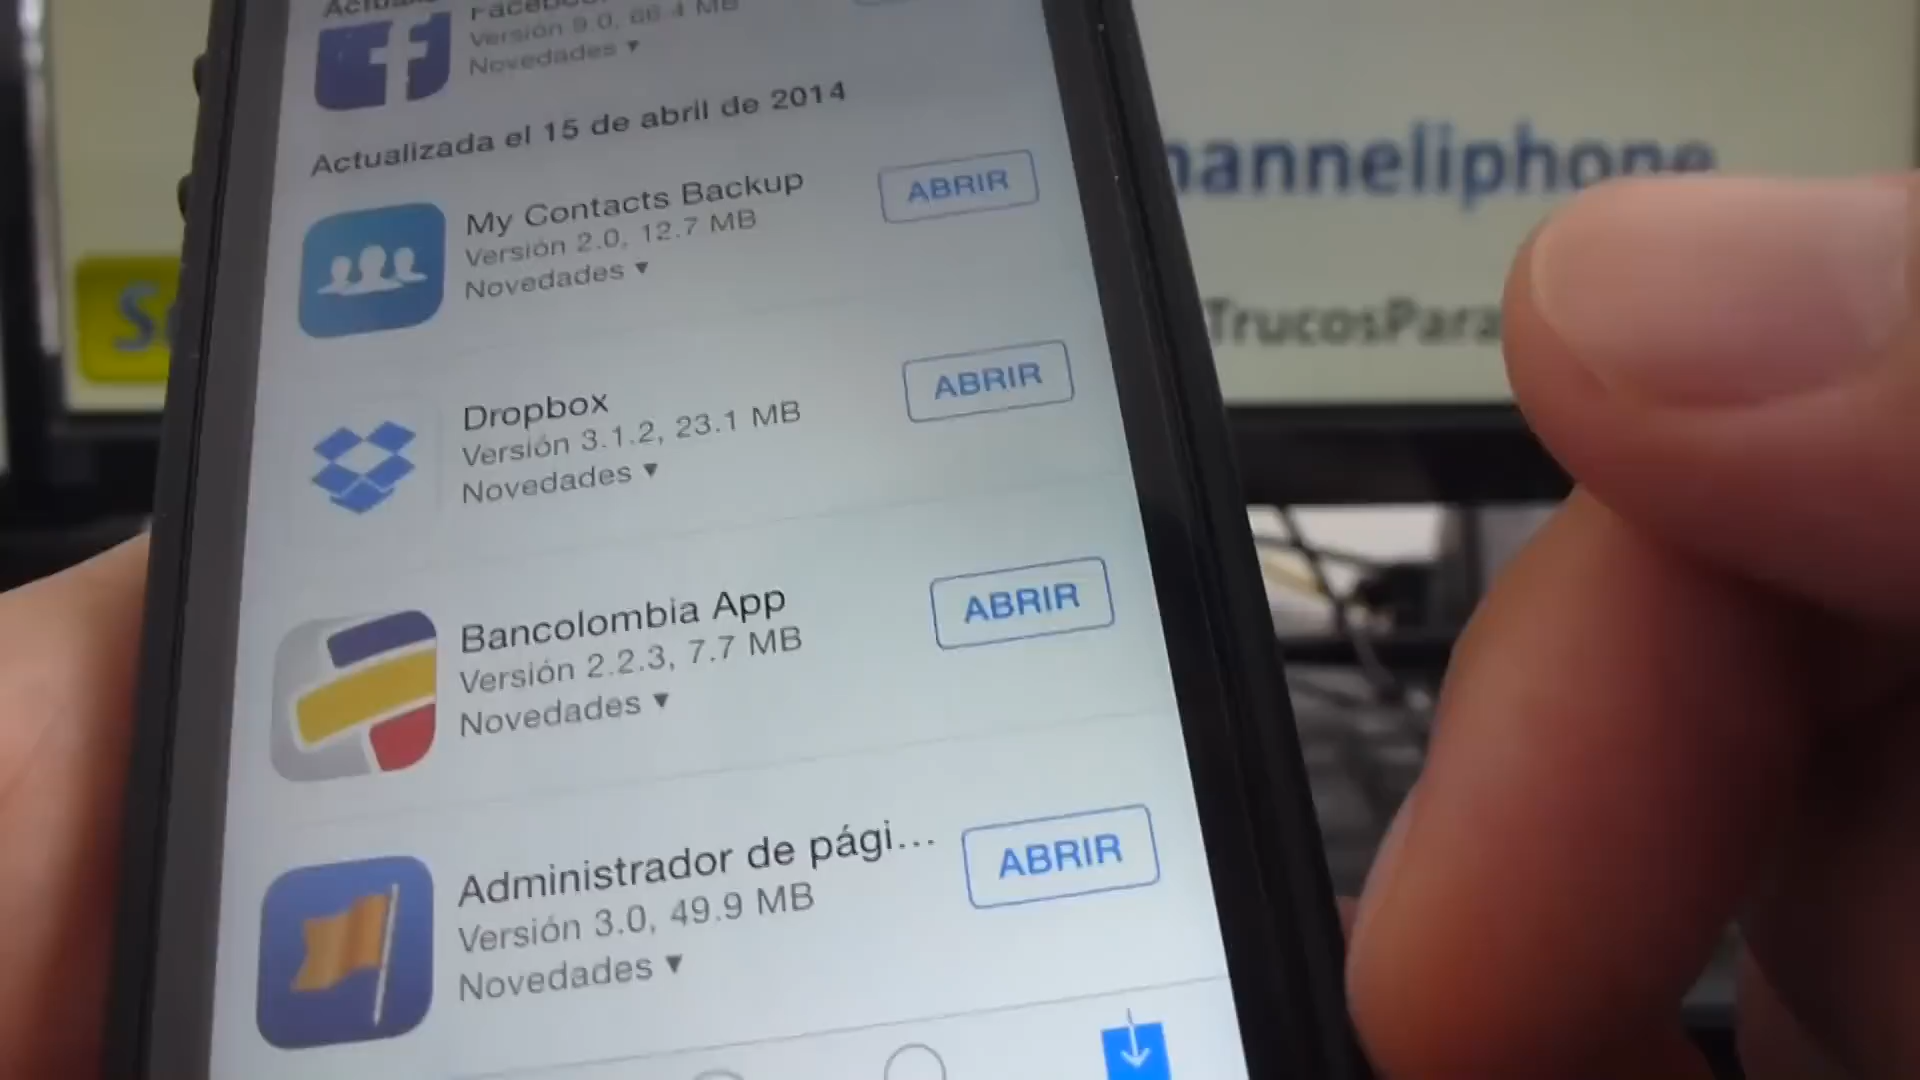 Versión 9.0, 66.4 MB
Novedades ▼
Actualizada el 15 de abril de 2014
My Contacts Backup
Versión 2.0, 12.7 MB
Novedades ▼
ABRIR
Dropbox
Versión 3.1.2, 23.1 MB
Novedades ▼
ABRIR
Bancolombia App
Versión 2.2.3, 7.7 MB
Novedades ▼
ABRIR
Administrador de pági...
Versión 3.0, 49.9 MB
Novedades ▼
ABRIR
hanneliphone
TrucosPara